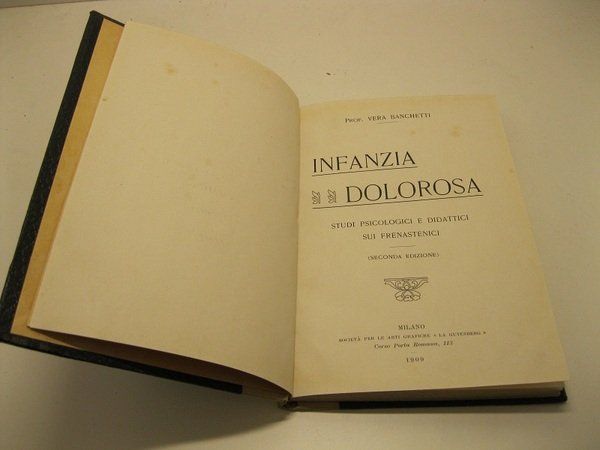 PROF. VERA BANCHETTI
INFANZIA
DOLOROSA
STUDI PSICOLOGICI E DIDATTICI
SUI FRENASTENICI
(SECONDA EDIZIONE)
MILANO
SOCIETÀ PER LE ARTI GRAFICHE « LA GUTENBERG »
Corso Porta Romana, 113
1909